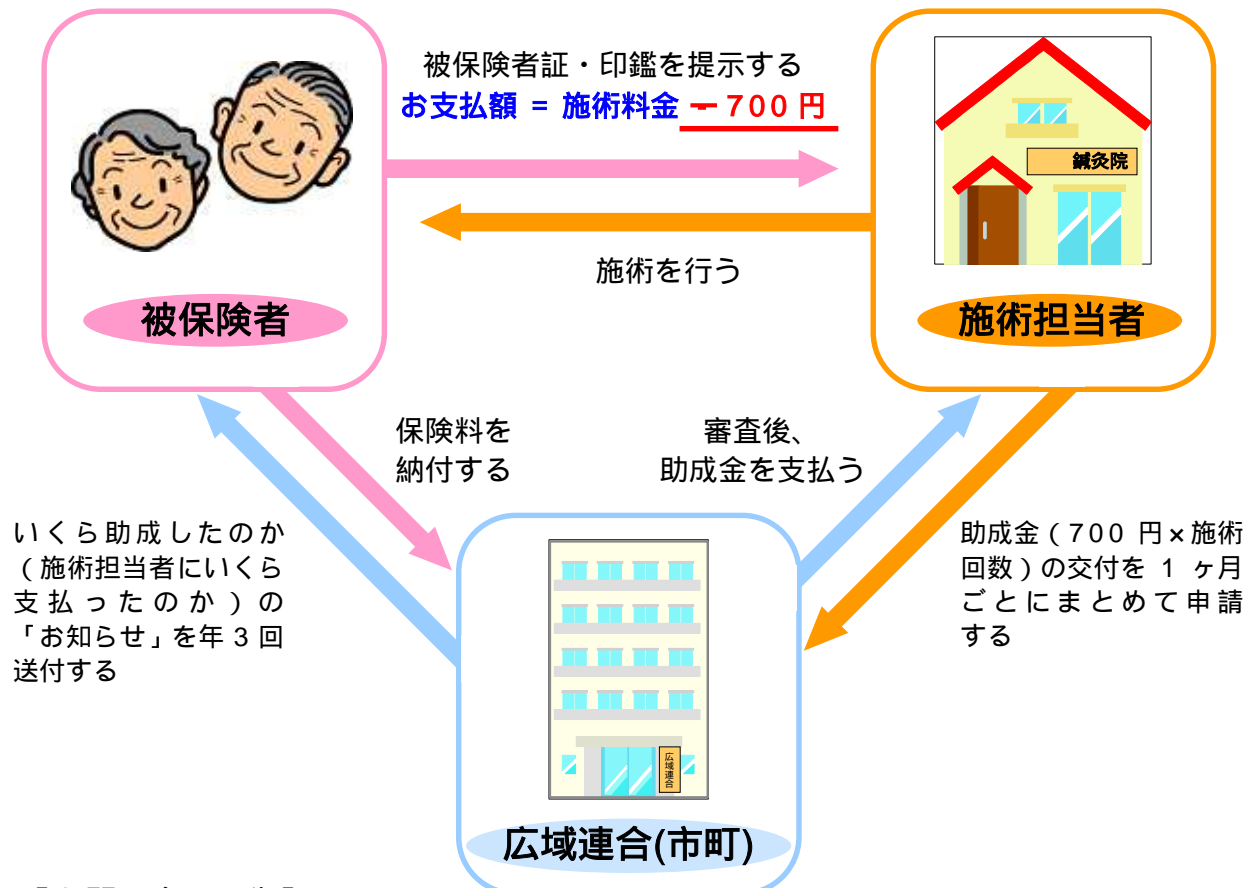 被保険者証・印鑑を提示する
お支払額 = 施術料金 − 700 円
鍼灸院
施術を行う
被保険者
施術担当者
保険料を
納付する
審査後、
助成金を支払う
いくら助成したのか
(施術担当者にいくら
支払ったのか)の
「お知らせ」を年 3 回
送付する
助成金(700 円×施術
回数)の交付を 1 ヶ月
ごとにまとめて申請
する
広域連合
広域連合(市町)